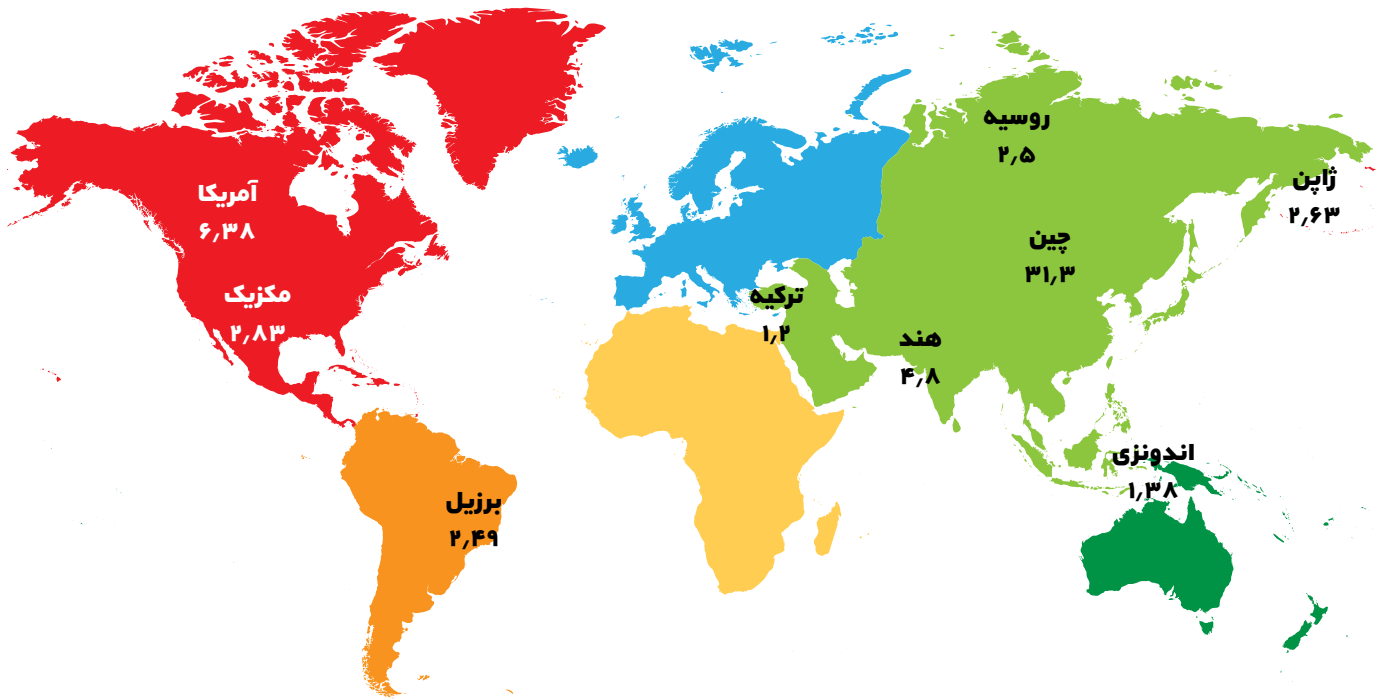 روسیه
۲٫۵
ژاپن
۲٫۶۳
آمریکا
۶٫۳۸
چین
۳۱٫۳
مکزیک
۲٫۸۳
ترکیه
۱٫۲
هند
۴٫۸
اندونزی
۱٫۳۸
برزیل
۲٫۴۹